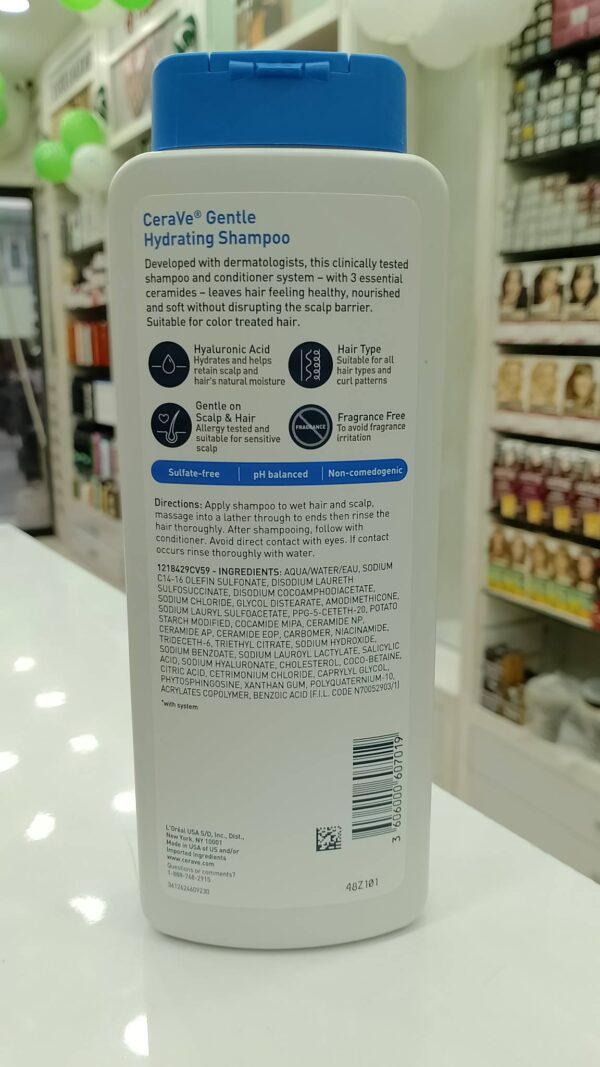 CeraVe® Gentle
Hydrating Shampoo
Developed with dermatologists, this clinically tested
shampoo and conditioner system – with 3 essential
ceramides – leaves hair feeling healthy, nourished
and soft without disrupting the scalp barrier.
Suitable for color treated hair.
Hyaluronic Acid
Hydrates and helps
retain scalp and
hair's natural moisture
Hair Type
Suitable for all
hair types and
curl patterns
Gentle on
Scalp & Hair
Allergy tested and
suitable for sensitive
scalp
FRAGRANCE
Fragrance Free
To avoid fragrance
irritation
Sulfate-free | pH balanced | Non-comedogenic
Directions: Apply shampoo to wet hair and scalp,
massage into a lather through to ends then rinse the
hair thoroughly. After shampooing, follow with
conditioner. Avoid direct contact with eyes. If contact
occurs rinse thoroughly with water.
1218429CV59 - INGREDIENTS: AQUA/WATER/EAU, SODIUM
C14-16 OLEFIN SULFONATE, DISODIUM LAURETH
SULFOSUCCINATE, DISODIUM COCOAMPHODIACETATE,
SODIUM CHLORIDE, GLYCOL DISTEARATE, AMODIMETHICONE,
SODIUM LAURYL SULFOACETATE, PPG-5-CETETH-20, POTATO
STARCH MODIFIED, COCAMIDE MIPA, CERAMIDE NP,
CERAMIDE AP, CERAMIDE EOP, CARBOMER, NIACINAMIDE,
TRIDECETH-6, TRIETHYL CITRATE, SODIUM HYDROXIDE,
SODIUM BENZOATE, SODIUM LAUROYL LACTYLATE, SALICYLIC
ACID, SODIUM HYALURONATE, CHOLESTEROL, COCO-BETAINE,
CITRIC ACID, CETRIMONIUM CHLORIDE, CAPRYLYL GLYCOL,
PHYTOSPHINGOSINE, XANTHAN GUM, POLYQUATERNIUM-10,
ACRYLATES COPOLYMER, BENZOIC ACID (F.I.L. CODE N70052903/1)
*with system
L'Oréal USA S/D, Inc., Dist.,
New York, NY 10001
Made in USA of US and/or
Imported Ingredients
www.cerave.com
Questions or comments?
1-888-768-2915
3612624609230
3 606000 607019
48Z101